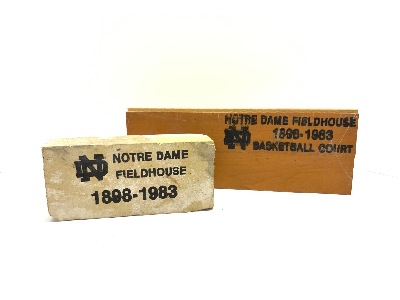 NOTRE DAME
FIELDHOUSE
1898-1983
NOTRE DAME FIELDHOUSE
1898-1983
BASKETBALL COURT